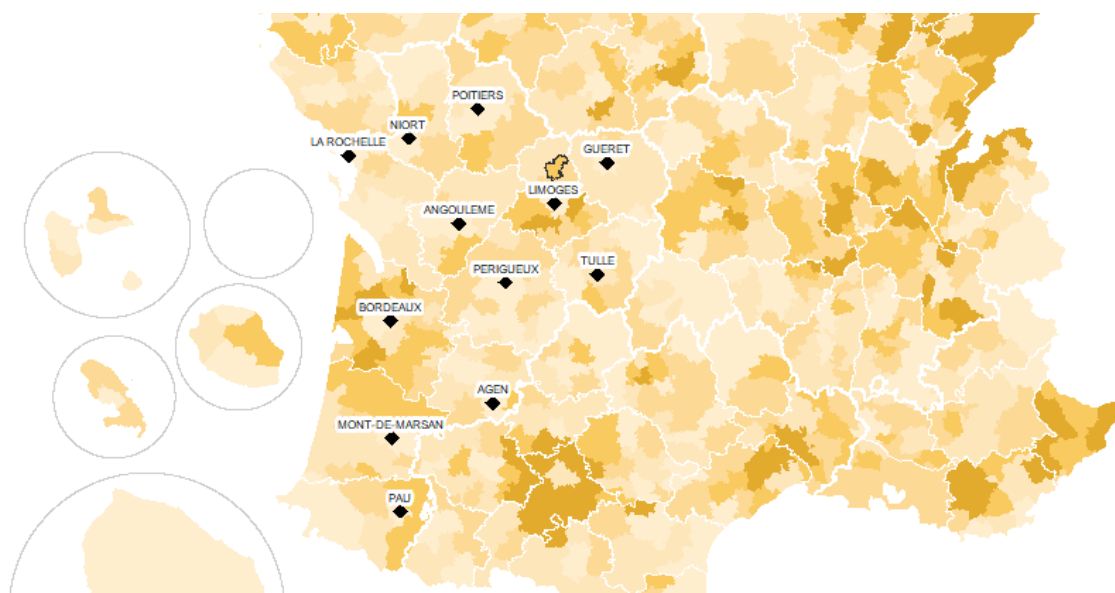 POITIERS
NIORT
LA ROCHELLE
GUERET
LIMOGES
ANGOULEME
PERIGUEUX
TULLE
BORDEAUX
AGEN
MONT-DE-MARSAN
PAU